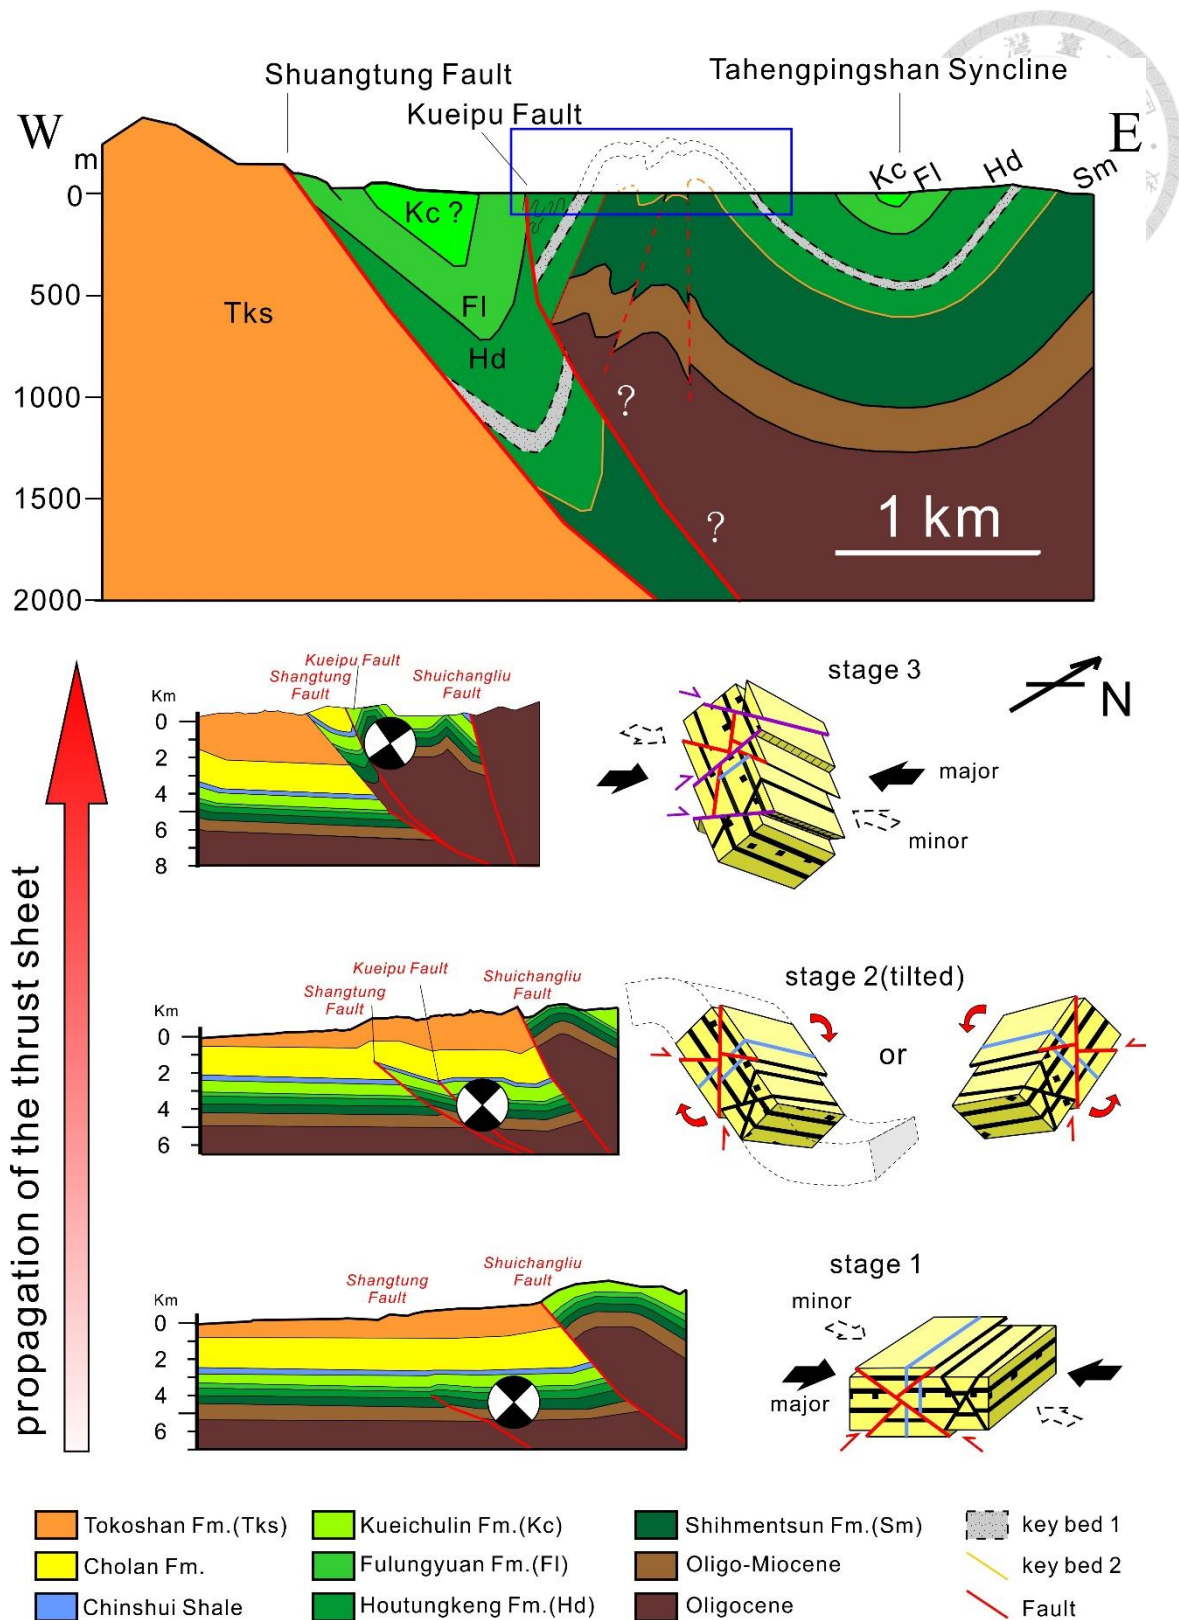 Shuangtung Fault
Tahengpingshan Syncline
Kueipu Fault
W
E
m
Kc
Fl
Hd
Sm
0
Kc ?
500
Tks
Fl
Hd
1000
?
1500
?
1 km
2000
propagation of the thrust sheet
Kueipu Fault
Shangtung
Fault
Shuichangliu
Fault
Km
0
2
4
6
8
stage 3
N
major
minor
Kueipu Fault
Shangtung
Fault
Shuichangliu
Fault
Km
0
2
4
6
stage 2(tilted)
or
Shangtung
Fault
Shuichangliu
Fault
Km
0
2
4
6
stage 1
minor
major
Tokoshan Fm.(Tks)
Kueichulin Fm.(Kc)
Shihmentsun Fm.(Sm)
key bed 1
Cholan Fm.
Fulungyuan Fm.(Fl)
Oligo-Miocene
key bed 2
Chinshui Shale
Houtungkeng Fm.(Hd)
Oligocene
Fault